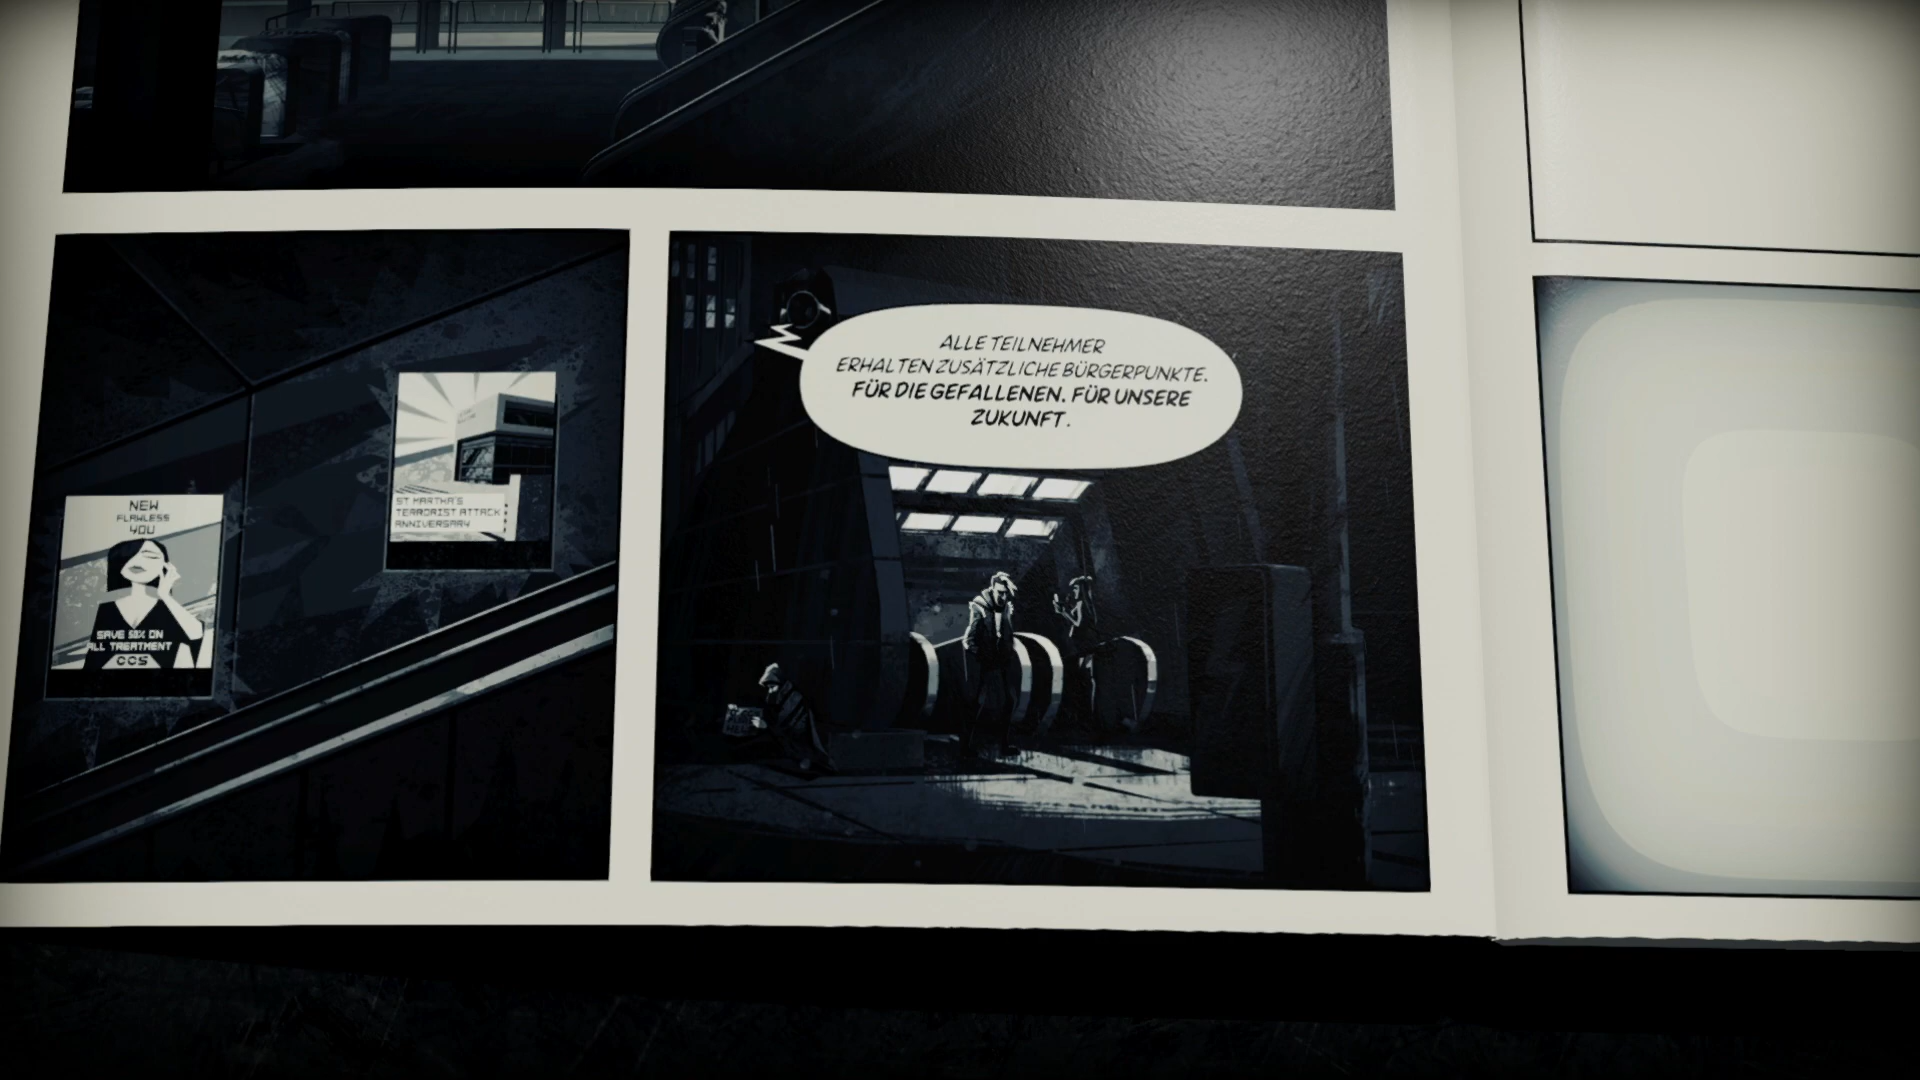 NEW
FLAWLESS
YOU
SAVE 50% ON
ALL TREATMENT
CCS
ST MARTHA'S
TERRORIST ATTACK
ANNIVERSARY
ALLE TEILNEHMER
ERHALTEN ZUSÄTZLICHE BÜRGERPUNKTE.
FÜR DIE GEFALLENEN. FÜR UNSERE
ZUKUNFT.